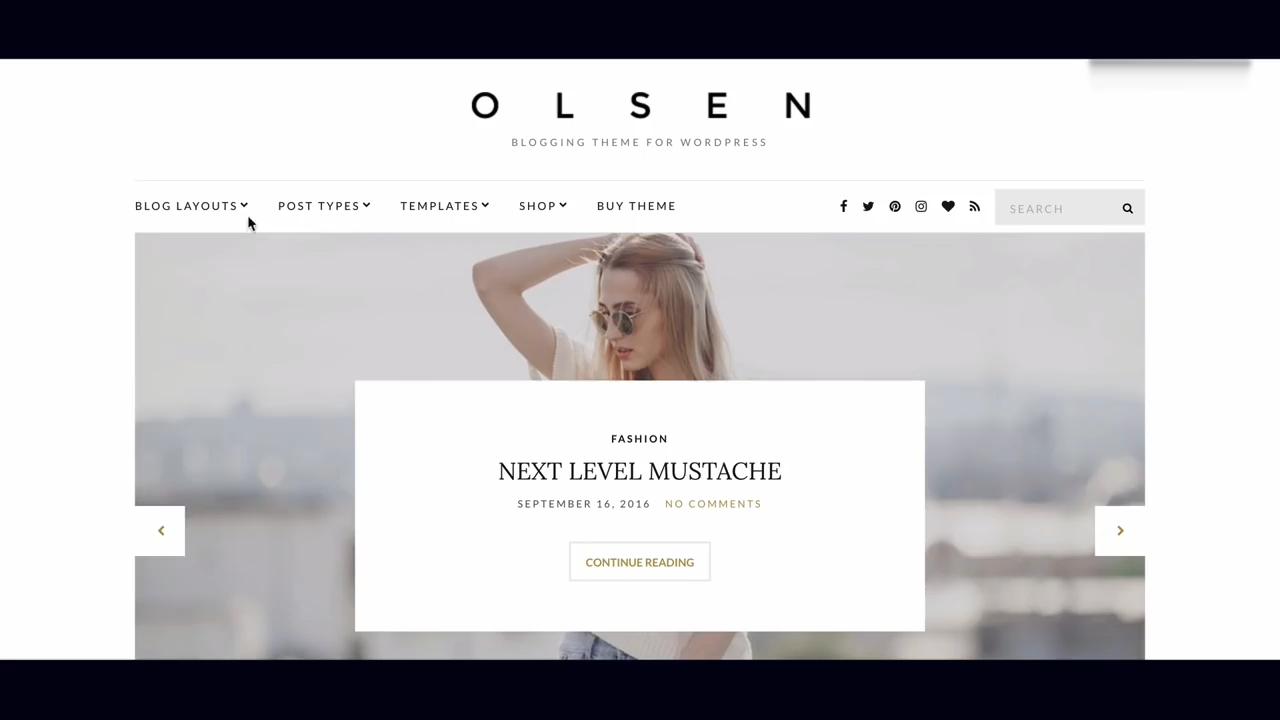 OLSEN
BLOGGING THEME FOR WORDPRESS
BLOG LAYOUTS POST TYPES TEMPLATES SHOP BUY THEME SEARCH
FASHION
NEXT LEVEL MUSTACHE
SEPTEMBER 16, 2016 NO COMMENTS
CONTINUE READING